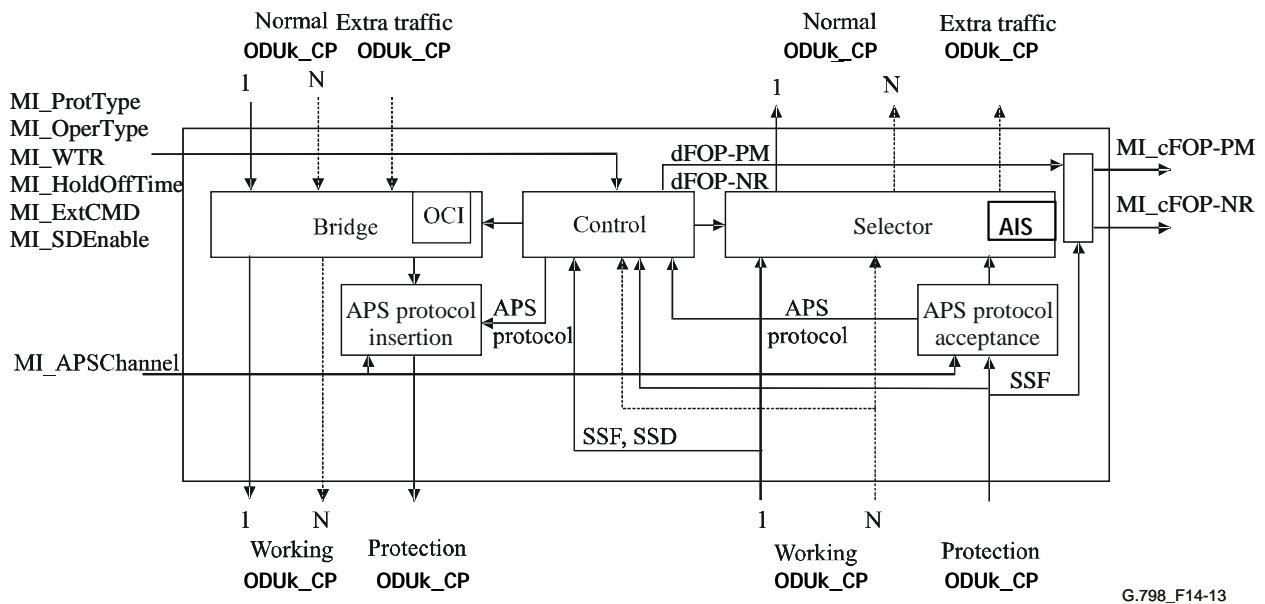 Normal Extra traffic
ODUk_CP ODUk_CP
1 N
Normal Extra traffic
ODUk_CP ODUk_CP
1 N
MI_ProtType
MI_OperType
MI_WTR
MI_HoldOffTime
MI_ExtCMD
MI_SDEnable
dFOP-PM
dFOP-NR
MI_cFOP-PM
MI_cFOP-NR
Bridge
OCI
Control
Selector
AIS
APS protocol
insertion
APS
protocol
APS
protocol
APS protocol
acceptance
MI_APSChannel
SSF
SSF, SSD
1 N
Working Protection
ODUk_CP ODUk_CP
1 N
Working Protection
ODUk_CP ODUk_CP
G.798_F14-13